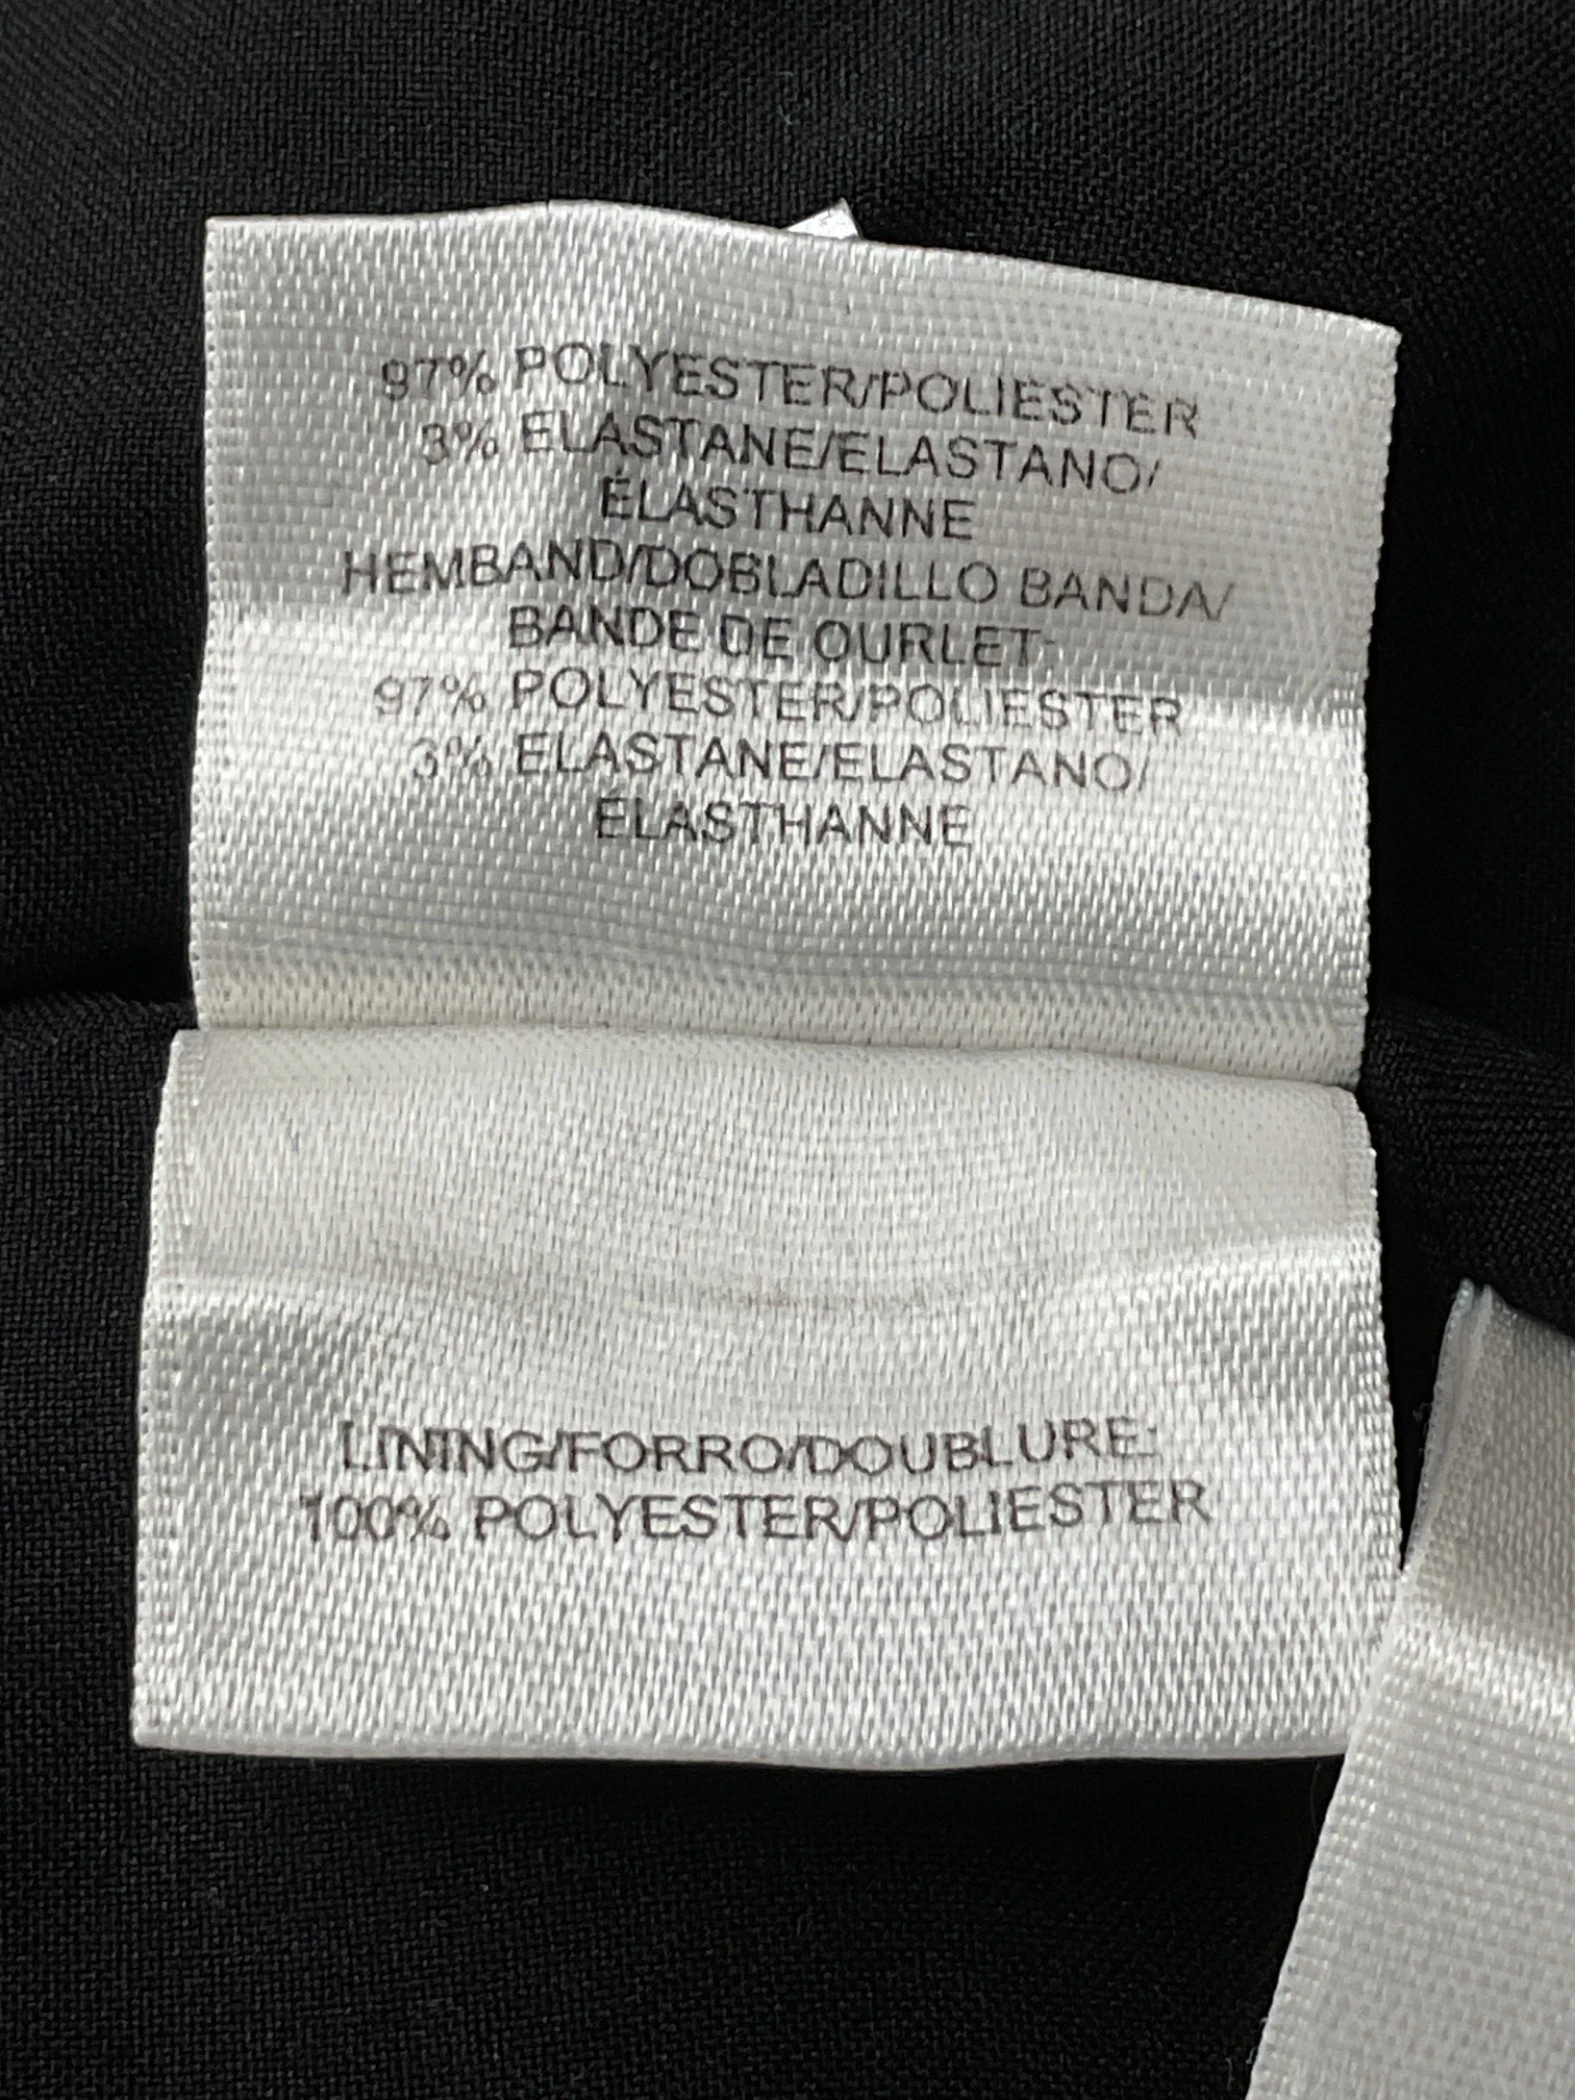 97% POLYESTER/POLIESTER
3% ELASTANE/ELASTANO/
ÉLASTHANNE
HEMBAND/DOBLADILLO BANDA/
BANDE DE OURLET:
97% POLYESTER/POLIESTER
3% ELASTANE/ELASTANO/
ÉLASTHANNE
LINING/FORRO/DOUBLURE:
100% POLYESTER/POLIESTER